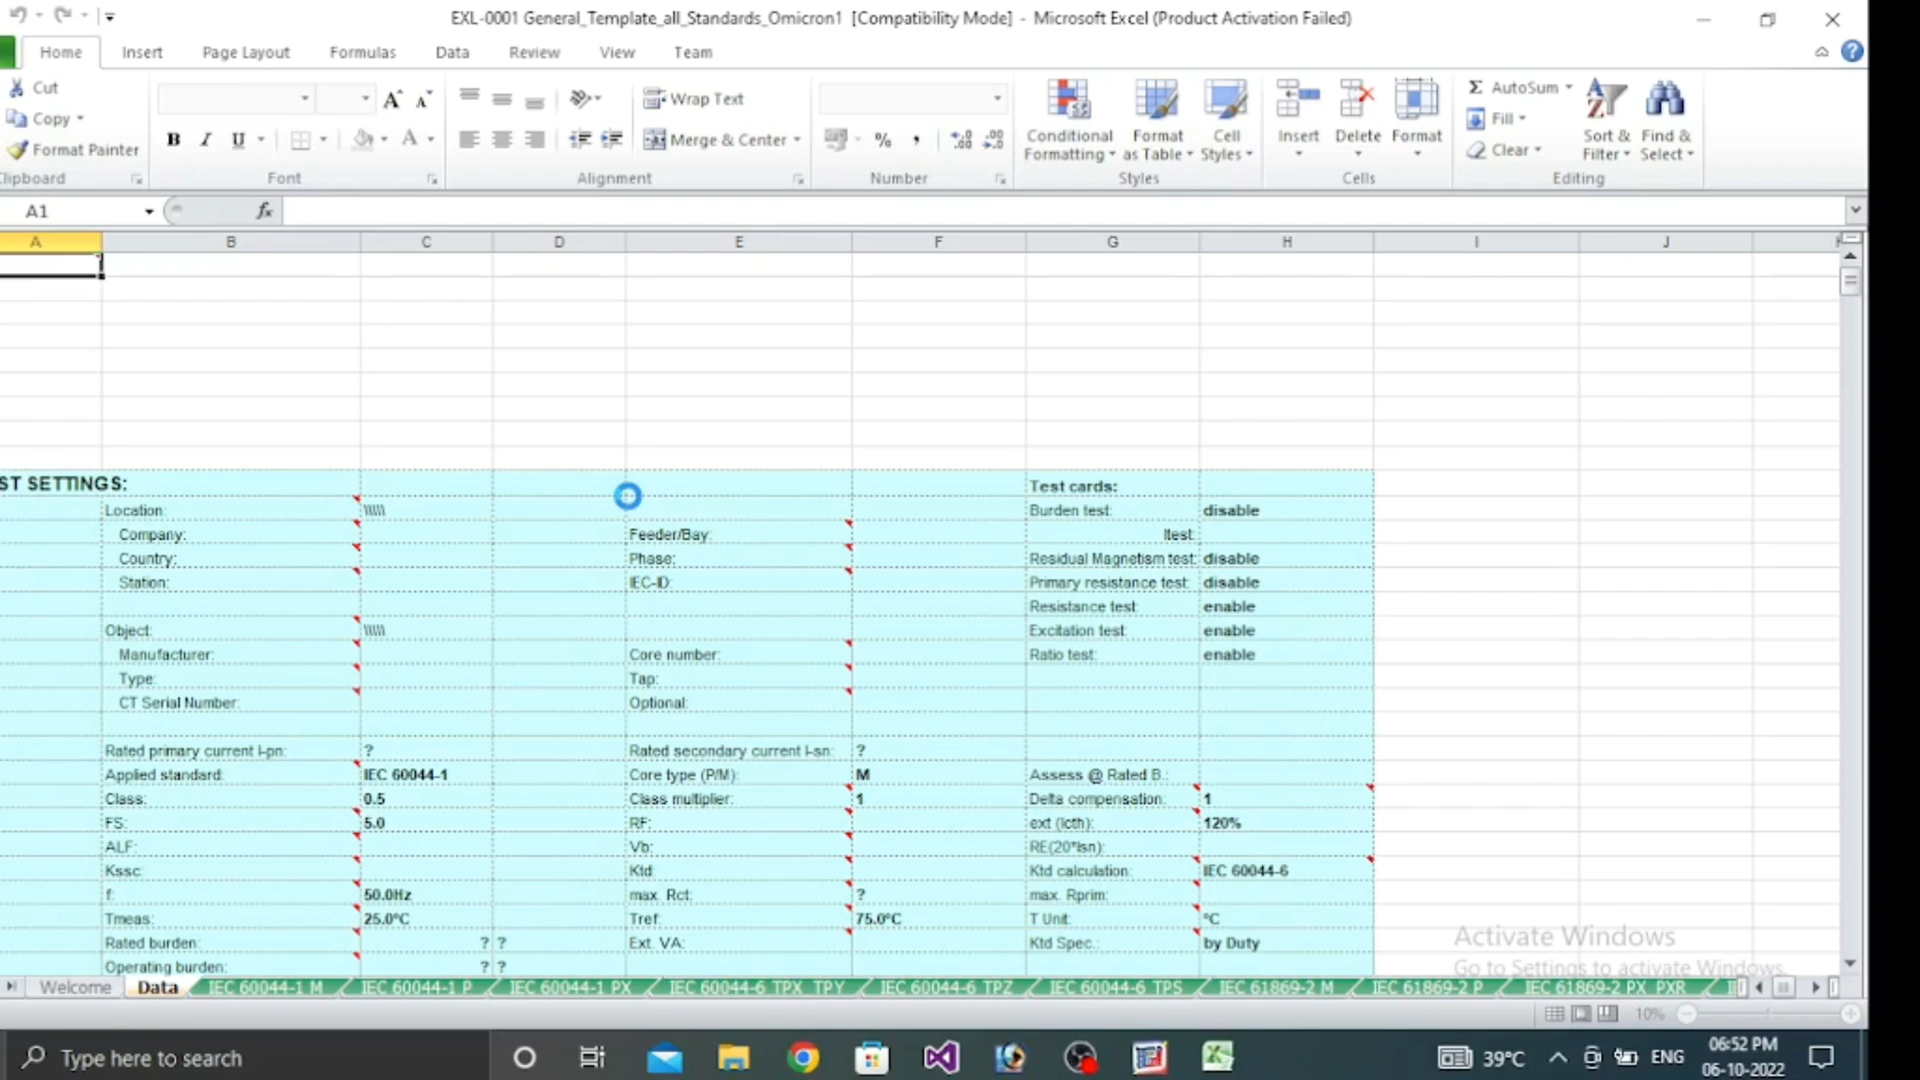 EXL-0001 General_Template_all_Standards_Omicron1 [Compatibility Mode] - Microsoft Excel (Product Activation Failed)
Home Insert Page Layout Formulas Data Review View Team
Cut
Copy
Format Painter
Wrap Text
Merge & Center
B I U
A A
A
%
Conditional Formatting
Format as Table
Cell Styles
Insert
Delete
Format
AutoSum
Fill
Clear
Sort & Filter
Find & Select
Clipboard Font Alignment Number Styles Cells Editing
A1 fx
A B C D E F G H I J
ST SETTINGS: Test cards:
Location: \\\\\ Burden test: disable
Company: Feeder/Bay: Itest:
Country: Phase: Residual Magnetism test: disable
Station: IEC-ID: Primary resistance test: disable
Resistance test: enable
Object: \\\\\ Excitation test: enable
Manufacturer: Core number: Ratio test: enable
Type: Tap:
CT Serial Number: Optional:
Rated primary current I-pn: ? Rated secondary current I-sn: ?
Applied standard: IEC 60044-1 Core type (P/M): M Assess @ Rated B.:
Class: 0.5 Class multiplier: 1 Delta compensation: 1
FS: 5.0 RF: ext (Icth): 120%
ALF: Vb: RE(20*Isn):
Kssc: Ktd: Ktd calculation: IEC 60044-6
f: 50.0Hz max. Rct: ? max. Rprim:
Tmeas: 25.0°C Tref: 75.0°C T Unit: °C
Rated burden: ? ? Ext. VA: Ktd Spec.: by Duty
Operating burden: ? ?
Activate Windows
Go to Settings to activate Windows.
Welcome Data IEC 60044-1 M IEC 60044-1 P IEC 60044-1 PX IEC 60044-6 TPX_TPY IEC 60044-6 TPZ IEC 60044-6 TPS IEC 61869-2 M IEC 61869-2 P IEC 61869-2 PX_PXR
10%
Type here to search
39°C ENG
06:52 PM
06-10-2022